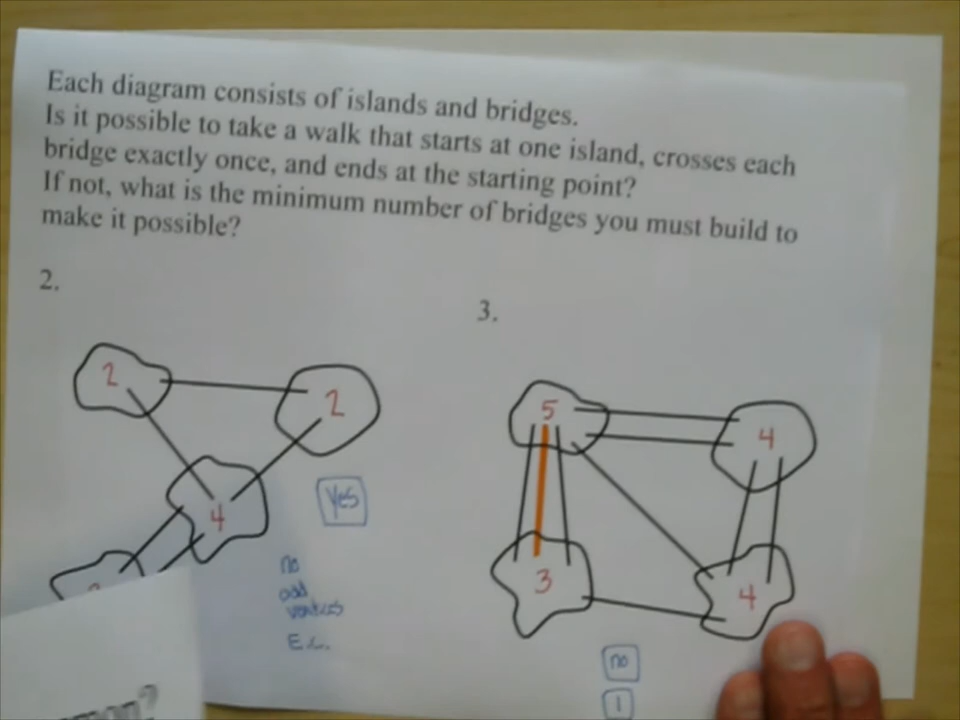 Each diagram consists of islands and bridges.
Is it possible to take a walk that starts at one island, crosses each
bridge exactly once, and ends at the starting point?
If not, what is the minimum number of bridges you must build to
make it possible?
2.
3.
2
2
4
Yes
no
odd
vertices
E.C.
5
4
3
4
no
1